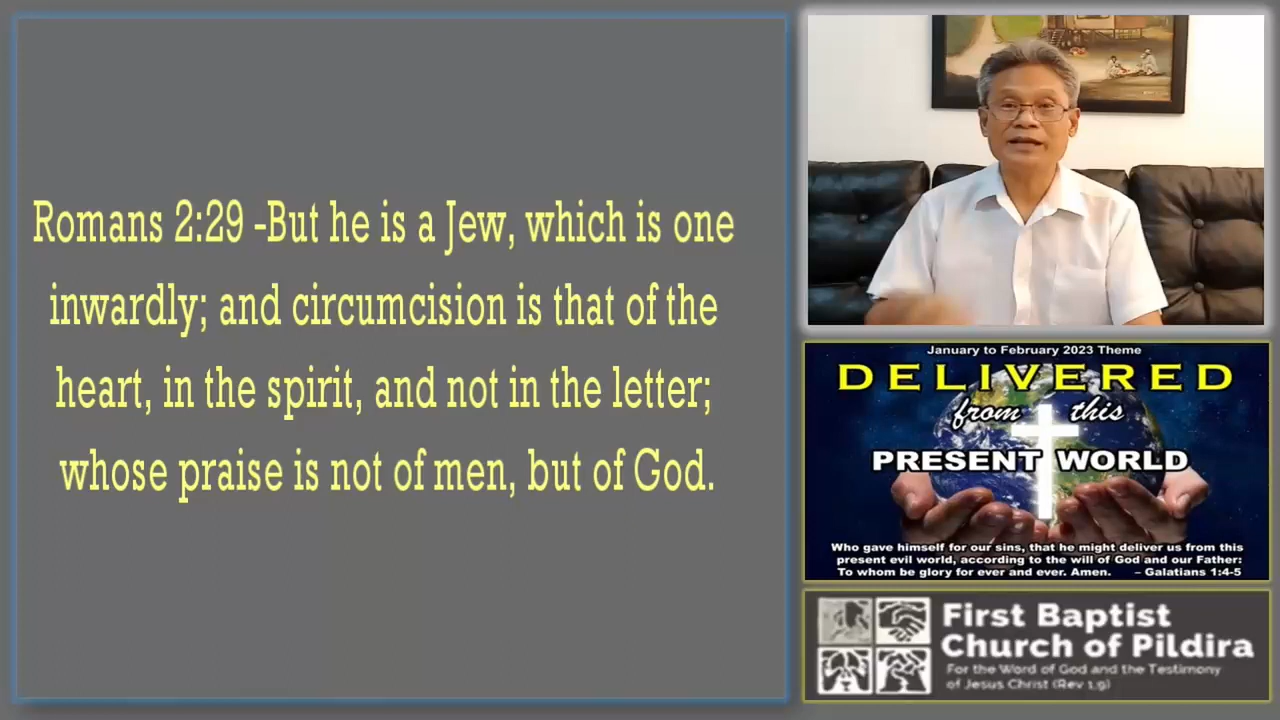 Romans 2:29 -But he is a Jew, which is one
inwardly; and circumcision is that of the
heart, in the spirit, and not in the letter;
whose praise is not of men, but of God.
January to February 2023 Theme
DELIVERED
from this
PRESENT WORLD
Who gave himself for our sins, that he might deliver us from this
present evil world, according to the will of God and our Father:
To whom be glory for ever and ever. Amen. – Galatians 1:4-5
First Baptist
Church of Pildira
For the Word of God and the Testimony
of Jesus Christ (Rev 1.9)